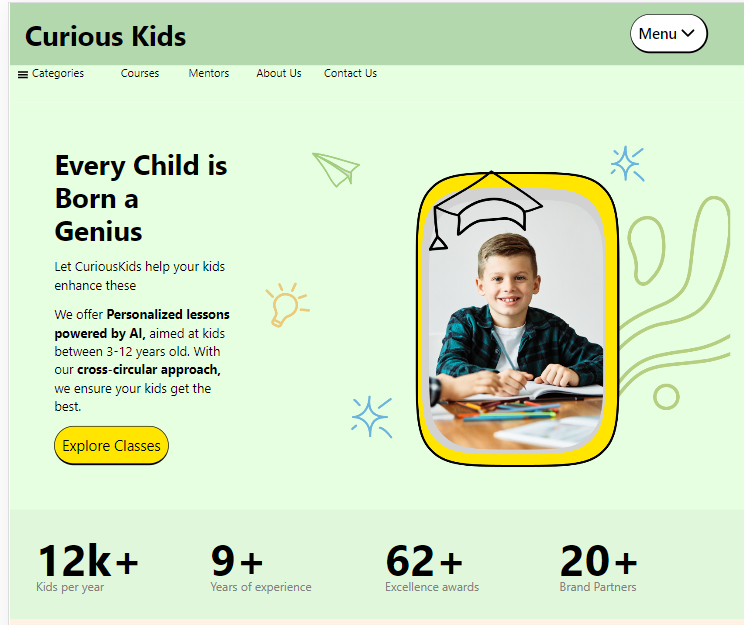 Curious Kids
Menu
Categories Courses Mentors About Us Contact Us
Every Child is
Born a
Genius
Let CuriousKids help your kids
enhance these
We offer Personalized lessons
powered by AI, aimed at kids
between 3-12 years old. With
our cross-circular approach,
we ensure your kids get the
best.
Explore Classes
12k+ 9+ 62+ 20+
Kids per year Years of experience Excellence awards Brand Partners